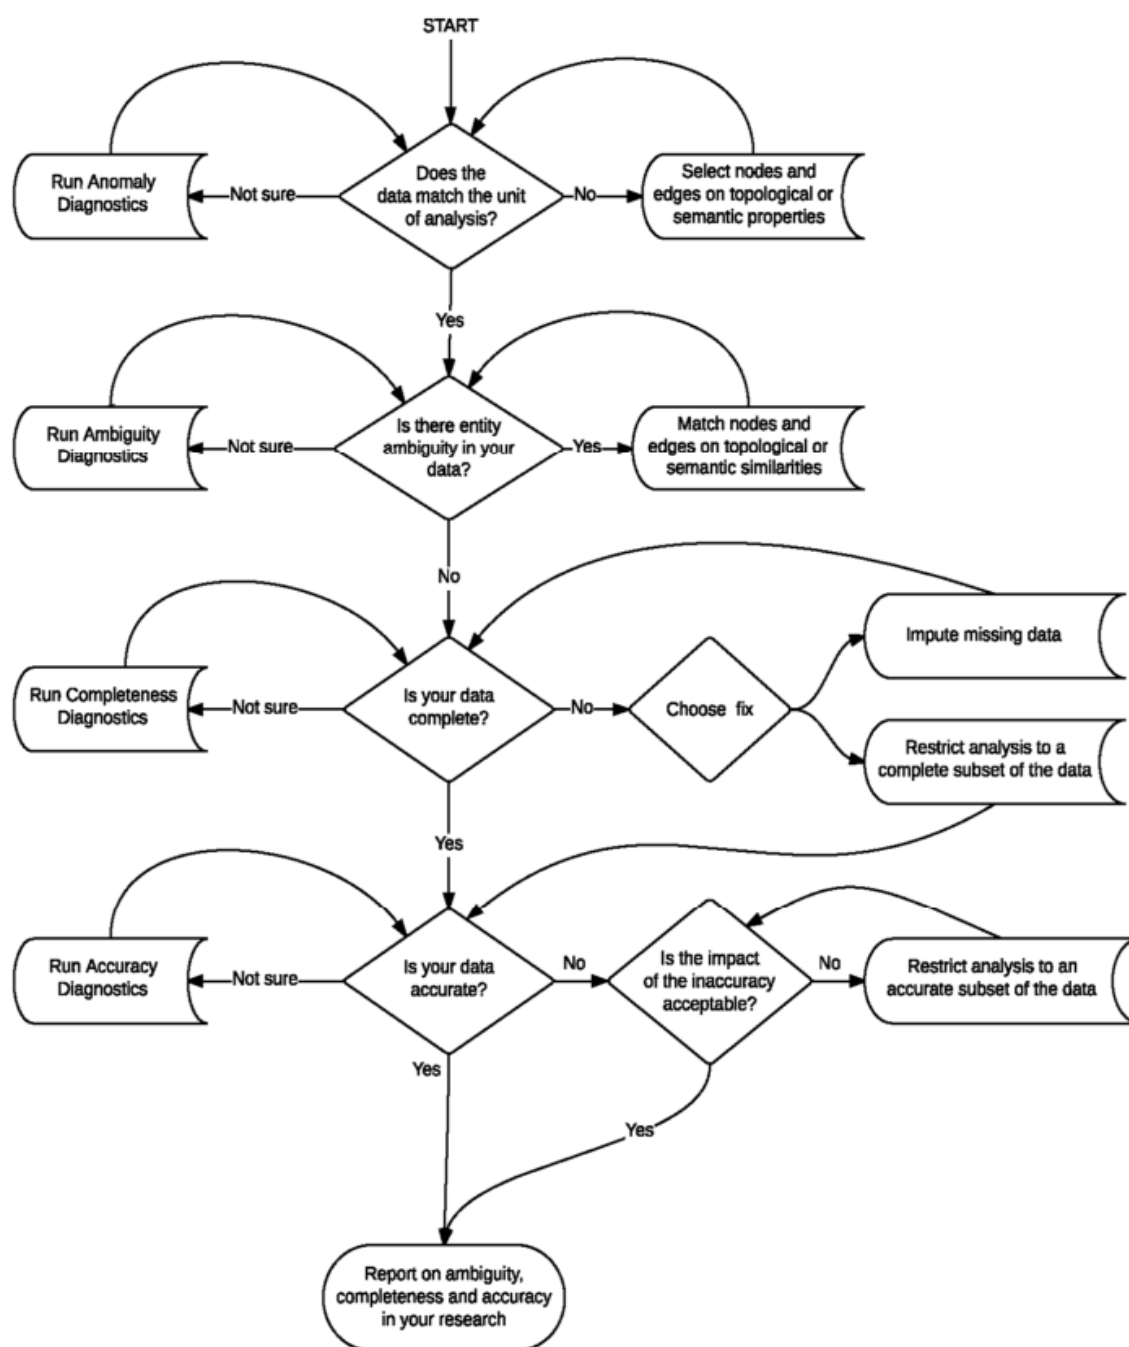 START
Run Anomaly
Diagnostics
Not sure
Does the
data match the unit
of analysis?
No
Select nodes and
edges on topological or
semantic properties
Yes
Run Ambiguity
Diagnostics
Not sure
Is there entity
ambiguity in your
data?
Yes
Match nodes and
edges on topological or
semantic similarities
No
Run Completeness
Diagnostics
Not sure
Is your data
complete?
No
Choose fix
Impute missing data
Restrict analysis to a
complete subset of the data
Yes
Run Accuracy
Diagnostics
Not sure
Is your data
accurate?
No
Is the impact
of the inaccuracy
acceptable?
No
Restrict analysis to an
accurate subset of the data
Yes
Yes
Report on ambiguity,
completeness and accuracy
in your research